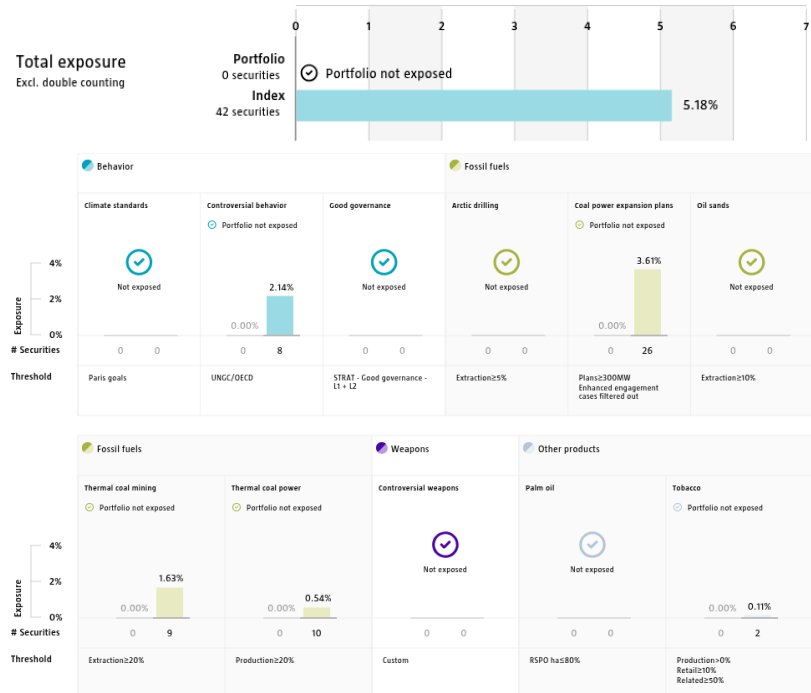 0 1 2 3 4 5 6 7
Total exposure
Excl. double counting
Portfolio
0 securities
Portfolio not exposed
Index
42 securities
5.18%
Behavior
Fossil fuels
Climate standards
Controversial behavior
Good governance
Arctic drilling
Coal power expansion plans
Oil sands
Portfolio not exposed
Portfolio not exposed
Not exposed
Not exposed
Not exposed
Not exposed
Exposure
4%
2%
0%
0.00%
2.14%
0.00%
3.61%
# Securities
0 0
0 8
0 0
0 0
0 26
0 0
Threshold
Paris goals
UNGC/OECD
STRAT - Good governance -
L1 + L2
Extraction≥5%
Plans≥300MW
Enhanced engagement
cases filtered out
Extraction≥10%
Fossil fuels
Weapons
Other products
Thermal coal mining
Thermal coal power
Controversial weapons
Palm oil
Tobacco
Portfolio not exposed
Portfolio not exposed
Portfolio not exposed
Not exposed
Not exposed
Exposure
4%
2%
0%
0.00%
1.63%
0.00%
0.54%
0.00%
0.11%
# Securities
0 9
0 10
0 0
0 0
0 2
Threshold
Extraction≥20%
Production≥20%
Custom
RSPO ha≤80%
Production>0%
Retail≥10%
Related≥50%